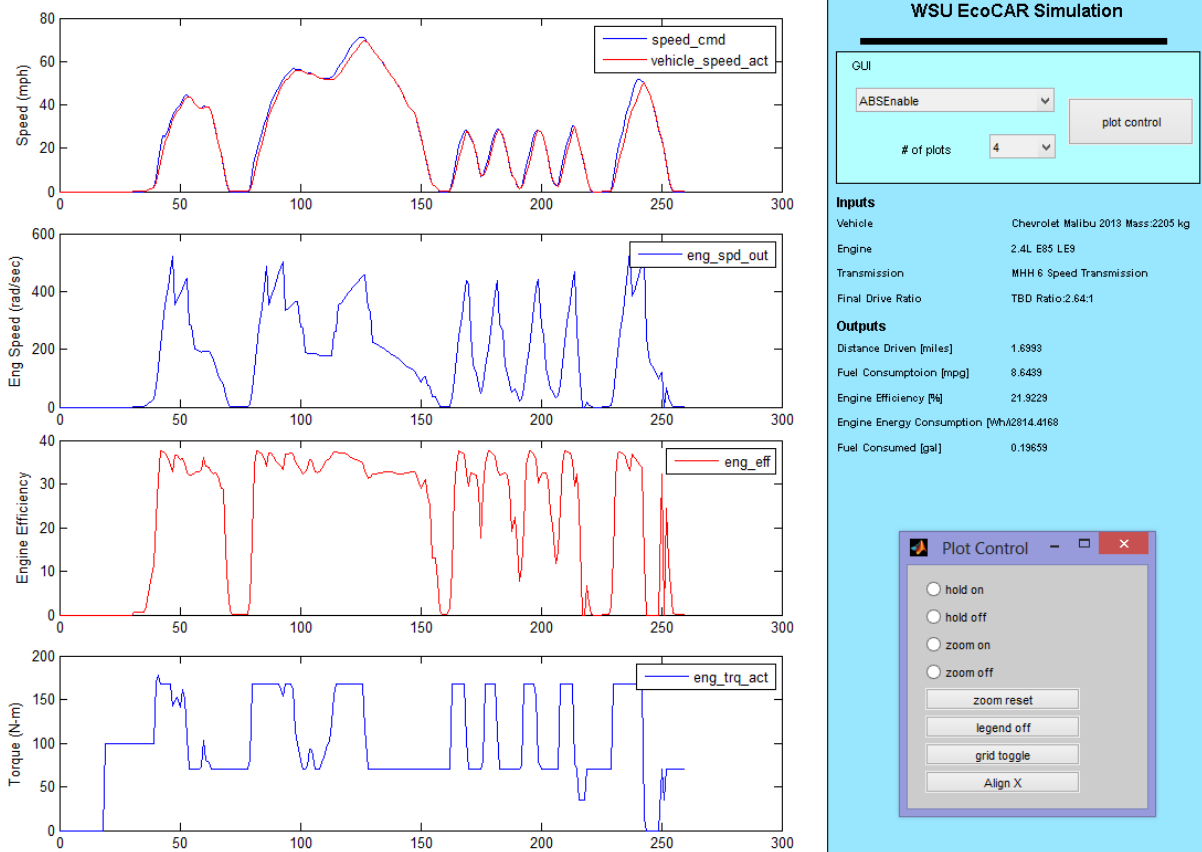 80
60
40
20
0
Speed (mph)
speed_cmd
vehicle_speed_act
0 50 100 150 200 250 300
600
400
200
0
Eng Speed (rad/sec)
eng_spd_out
0 50 100 150 200 250 300
40
30
20
10
0
Engine Efficiency
eng_eff
0 50 100 150 200 250 300
200
150
100
50
0
Torque (N-m)
eng_trq_act
0 50 100 150 200 250 300
WSU EcoCAR Simulation
GUI
ABSEnable
plot control
# of plots 4
Inputs
Vehicle Chevrolet Malibu 2013 Mass:2205 kg
Engine 2.4L E85 LE9
Transmission MHH 6 Speed Transmission
Final Drive Ratio TBD Ratio:2.64:1
Outputs
Distance Driven [miles] 1.6993
Fuel Consumptoion [mpg] 8.6439
Engine Efficiency [%] 21.9229
Engine Energy Consumption [Wh/ 2814.4168
Fuel Consumed [gal] 0.19659
Plot Control
hold on
hold off
zoom on
zoom off
zoom reset
legend off
grid toggle
Align X